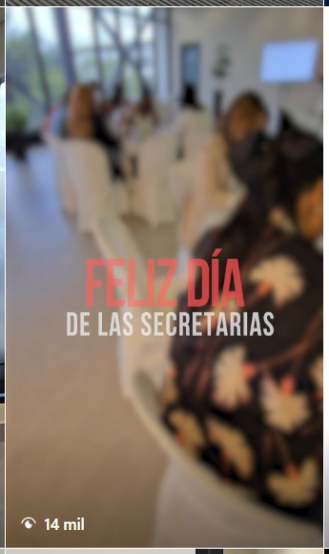 FELIZ DÍA
DE LAS SECRETARIAS
14 mil